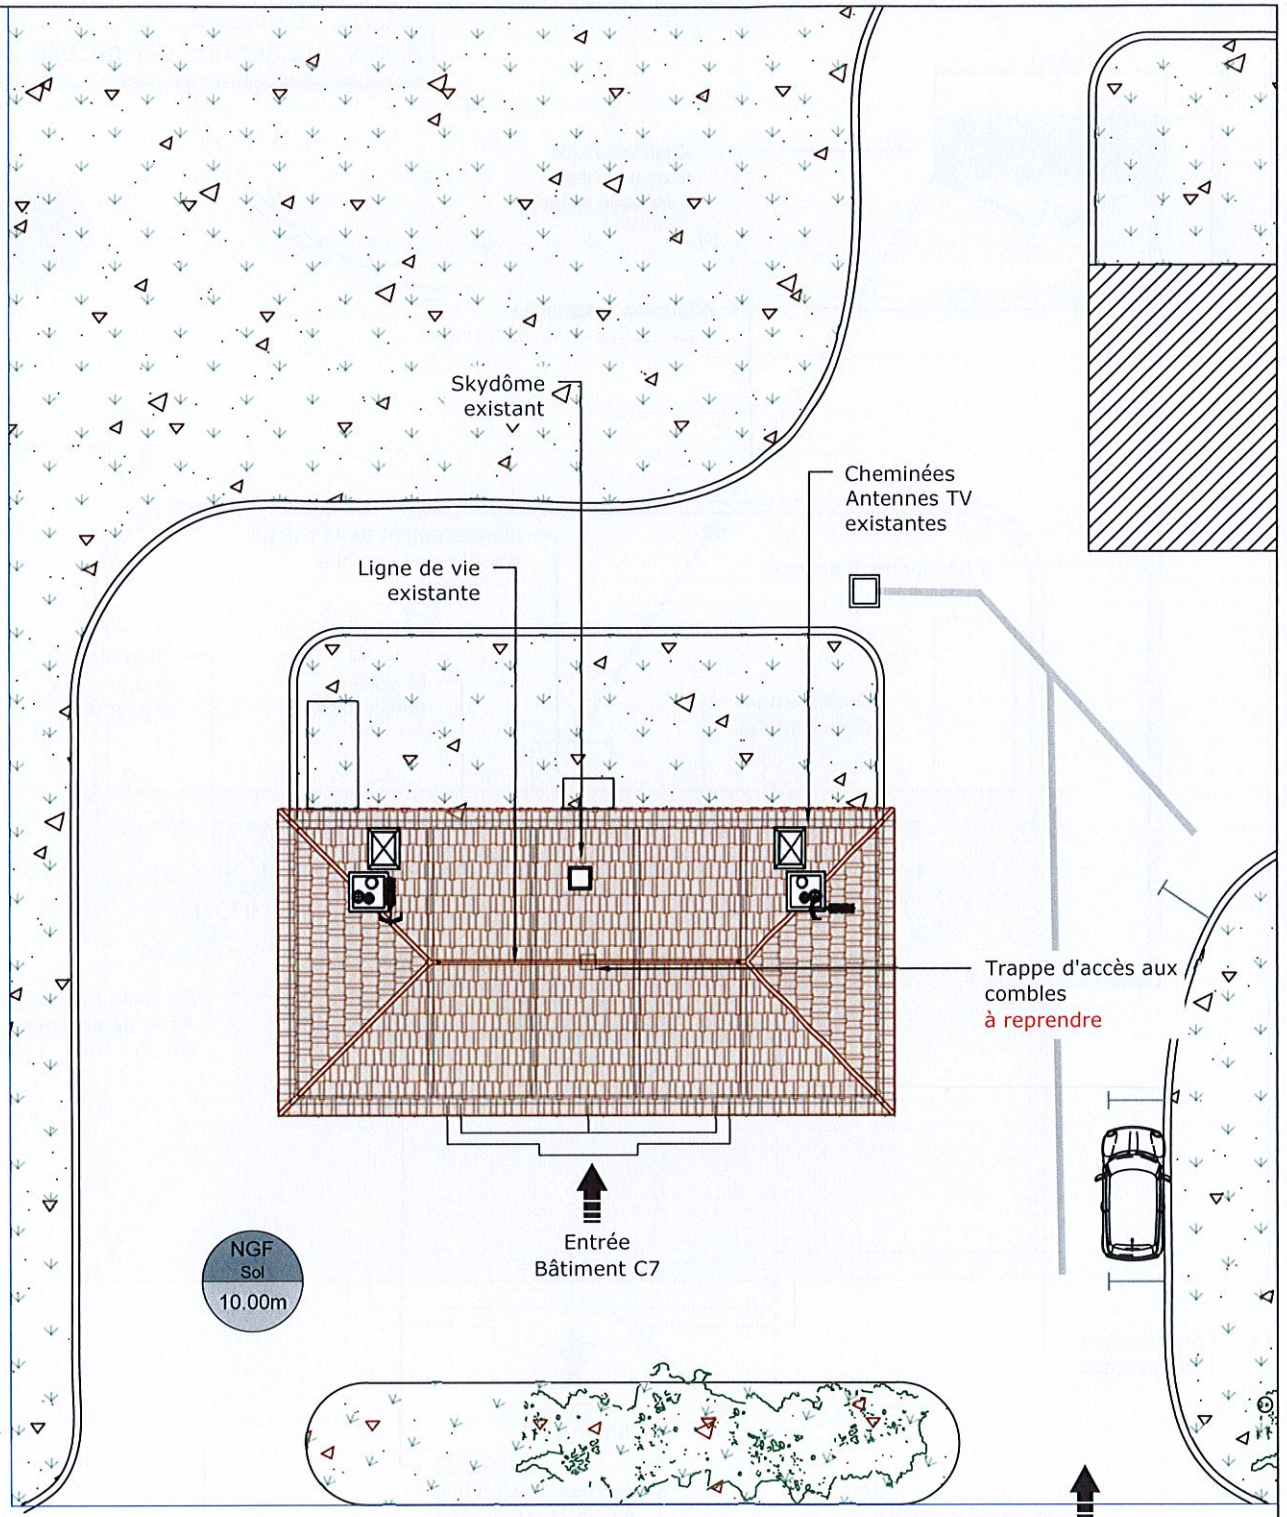 Skydôme
existant
Cheminées
Antennes TV
existantes
Ligne de vie
existante
Trappe d'accès aux
combles
à reprendre
Entrée
Bâtiment C7
NGF
Sol
10.00m